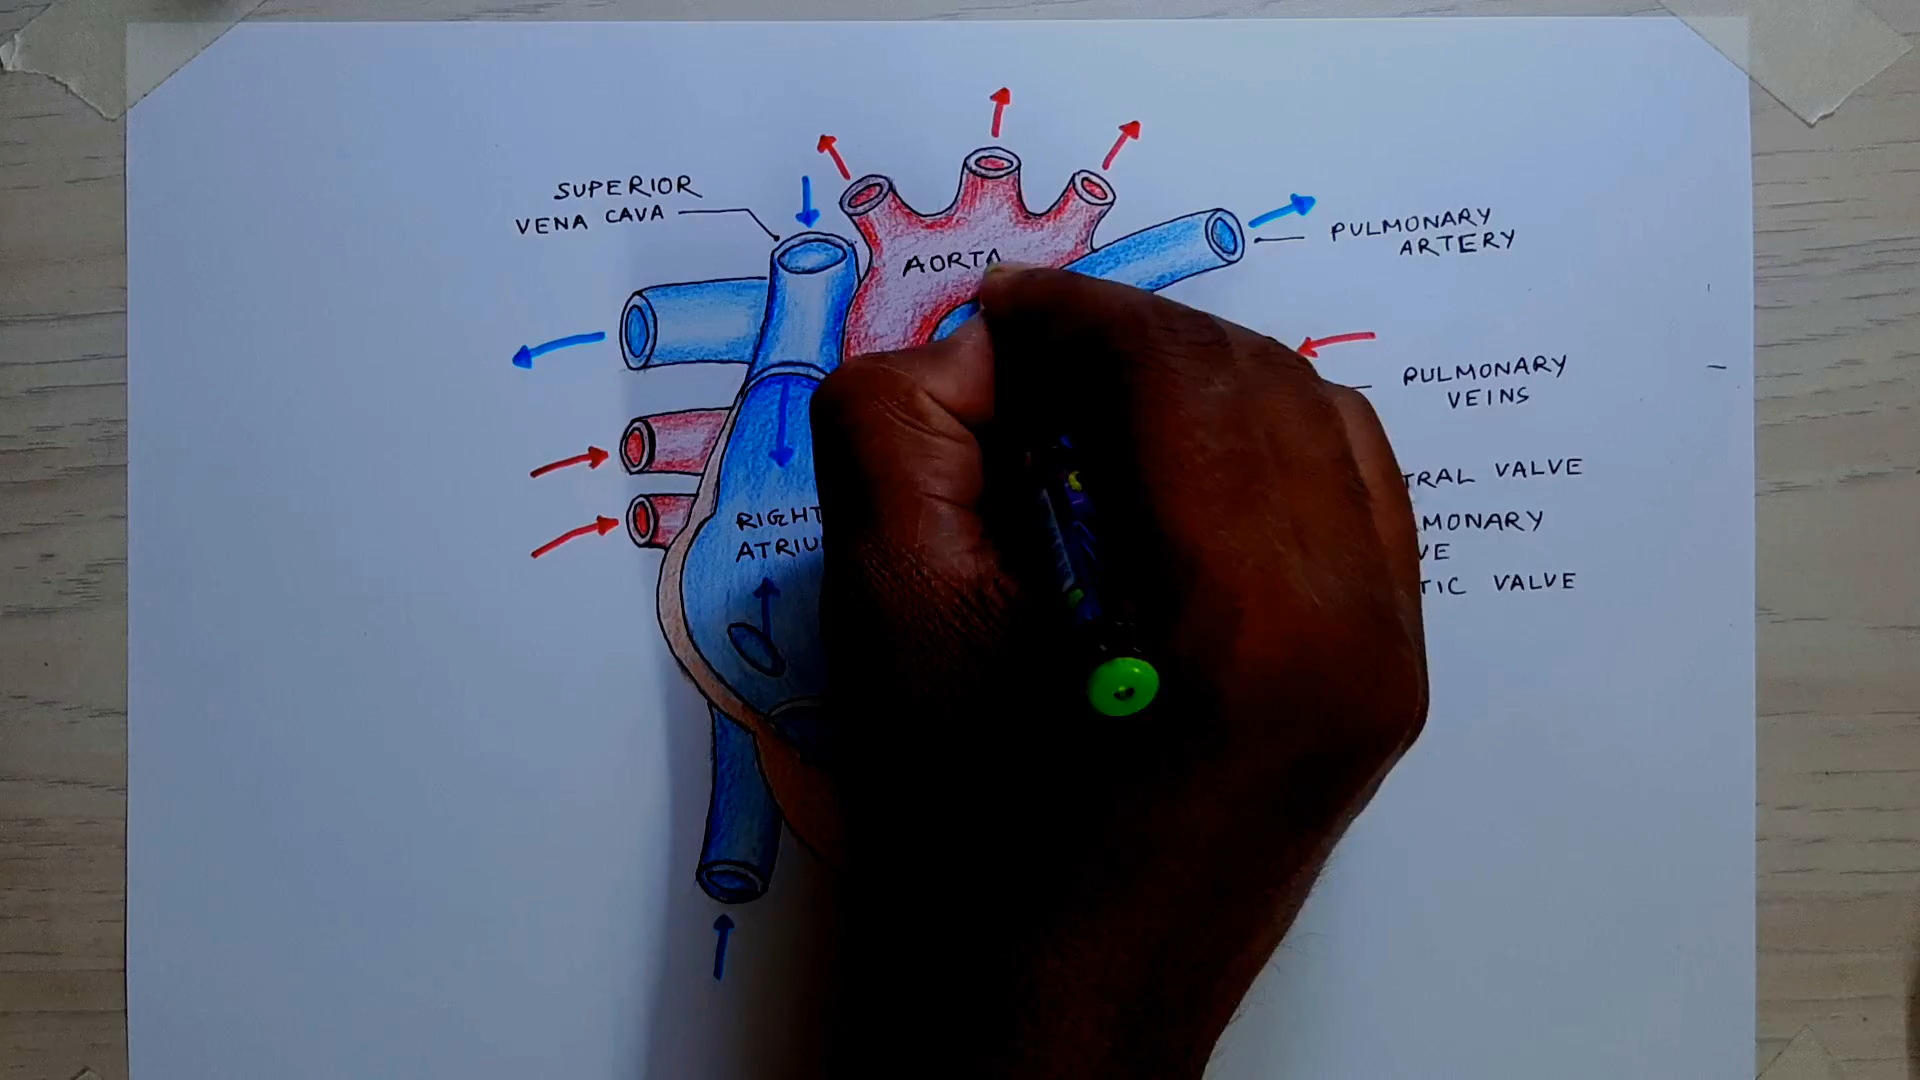 SUPERIOR
VENA CAVA
AORTA
PULMONARY
ARTERY
PULMONARY
VEINS
TRAL VALVE
MONARY
VE
TIC VALVE
RIGHT
ATRIU